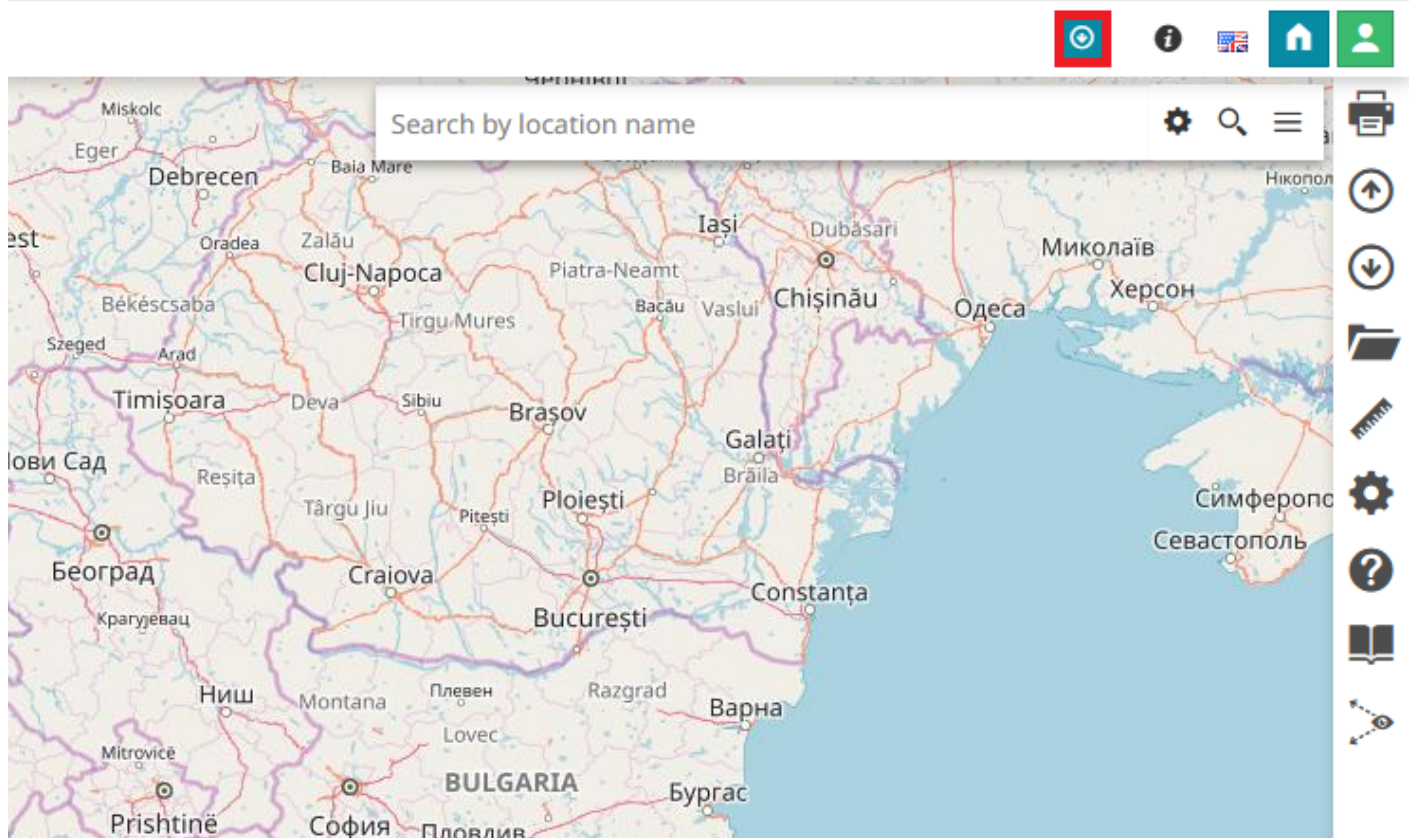 Search by location name
Miskolc
Eger
Debrecen
Baia Mare
Нікопол
Iași
Dubăsari
est
Oradea
Zalău
Миколаїв
Cluj-Napoca
Piatra-Neamt
Békéscsaba
Bacău
Vaslui
Chișinău
Херсон
Одеса
Tirgu Mures
Szeged
Arad
Timișoara
Deva
Sibiu
Brașov
Galați
ови Сад
Reșița
Brăila
Târgu Jiu
Pitești
Ploiești
Симферопо
Севастополь
Београд
Craiova
Constanța
Крагујевац
București
Ниш
Montana
Плевен
Razgrad
Варна
Lovec
Mitrovicë
BULGARIA
Бургас
Prishtinë
София
Пловдив